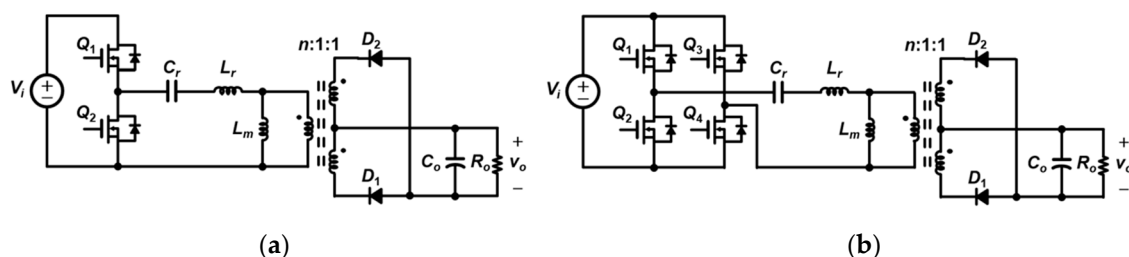 n:1:1
D2
Q1
Cr
Lr
Vi
+
−
Q2
Lm
Co
Ro
+
vo
−
D1
(a)
n:1:1
D2
Q1
Q3
Cr
Lr
Vi
+
−
Q2
Q4
Lm
Co
Ro
+
vo
−
D1
(b)